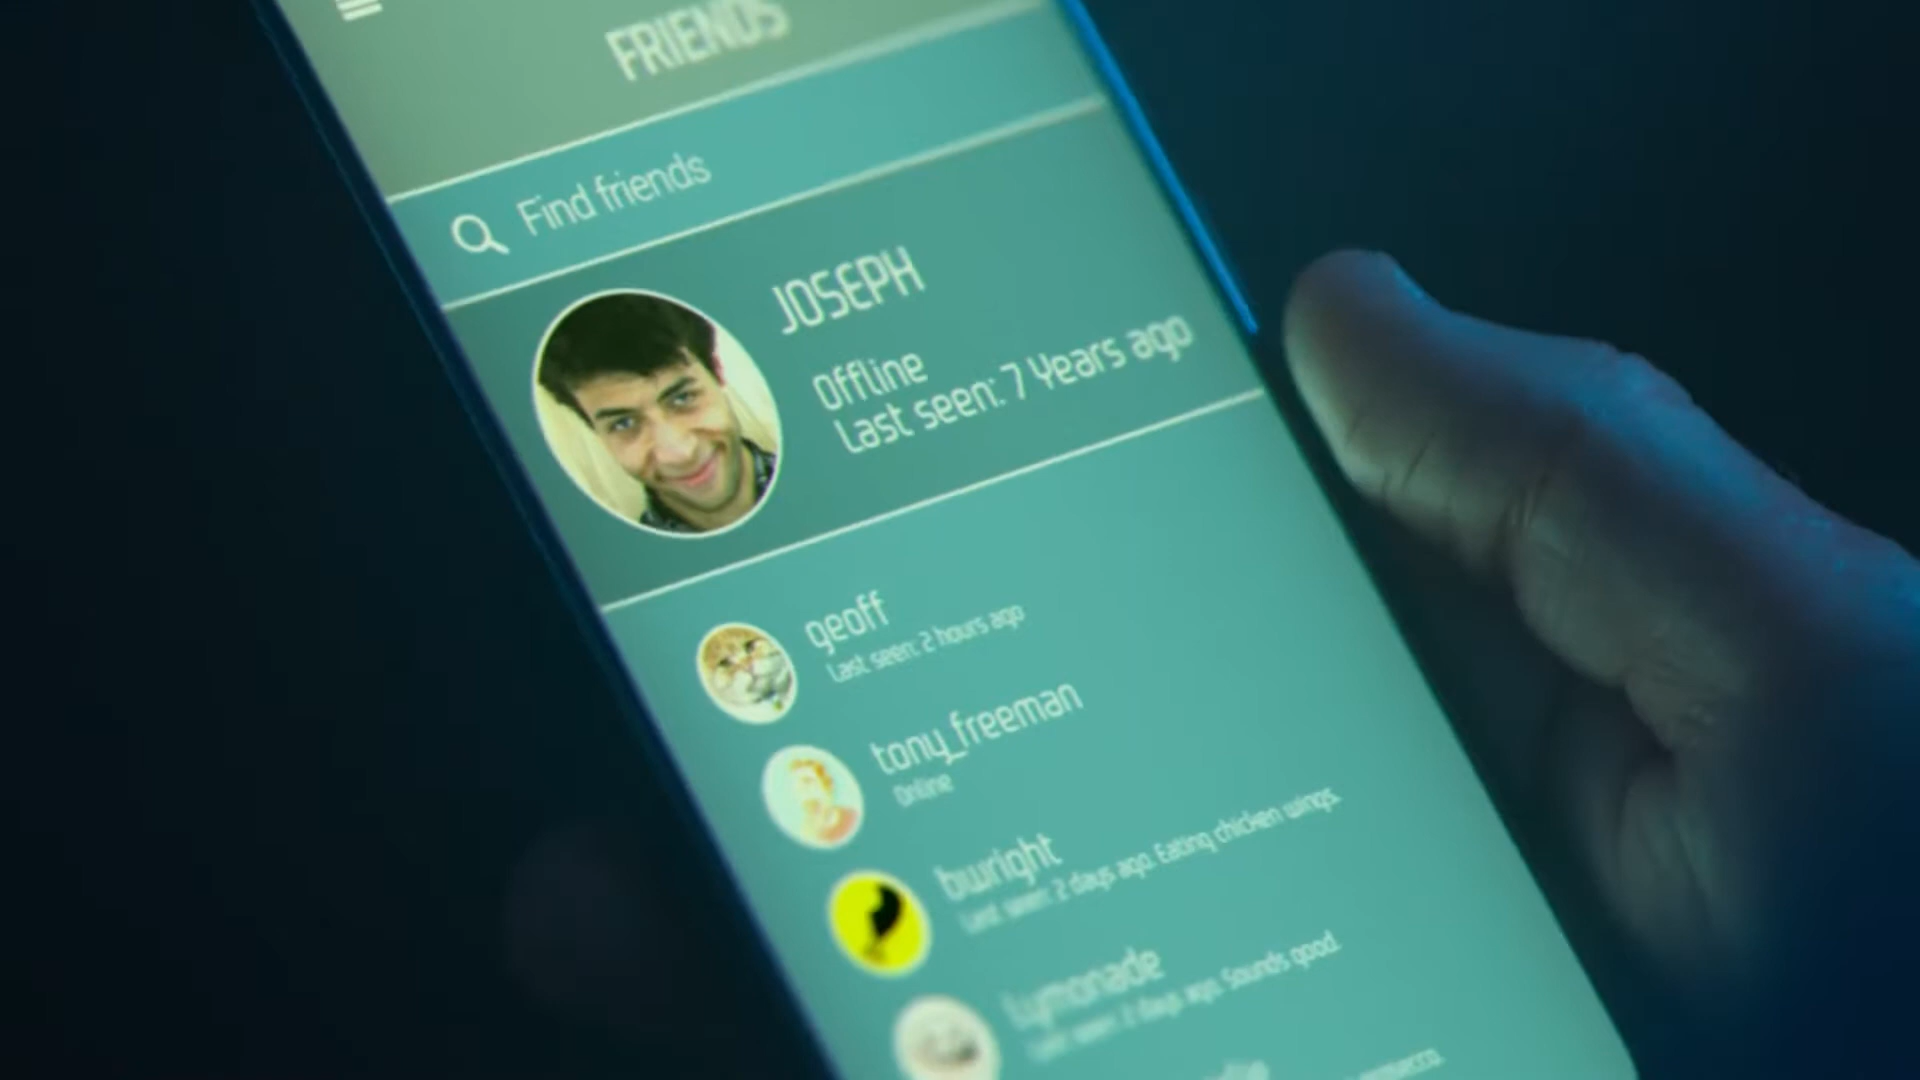 FRIENDS
Find friends
JOSEPH
Offline
Last seen: 7 Years ago
geoff
Last seen: 2 hours ago
tony_freeman
Online
bwright
Last seen: 2 days ago. Eating chicken wings.
Lymonade
Last seen: 2 days ago. Sounds good.